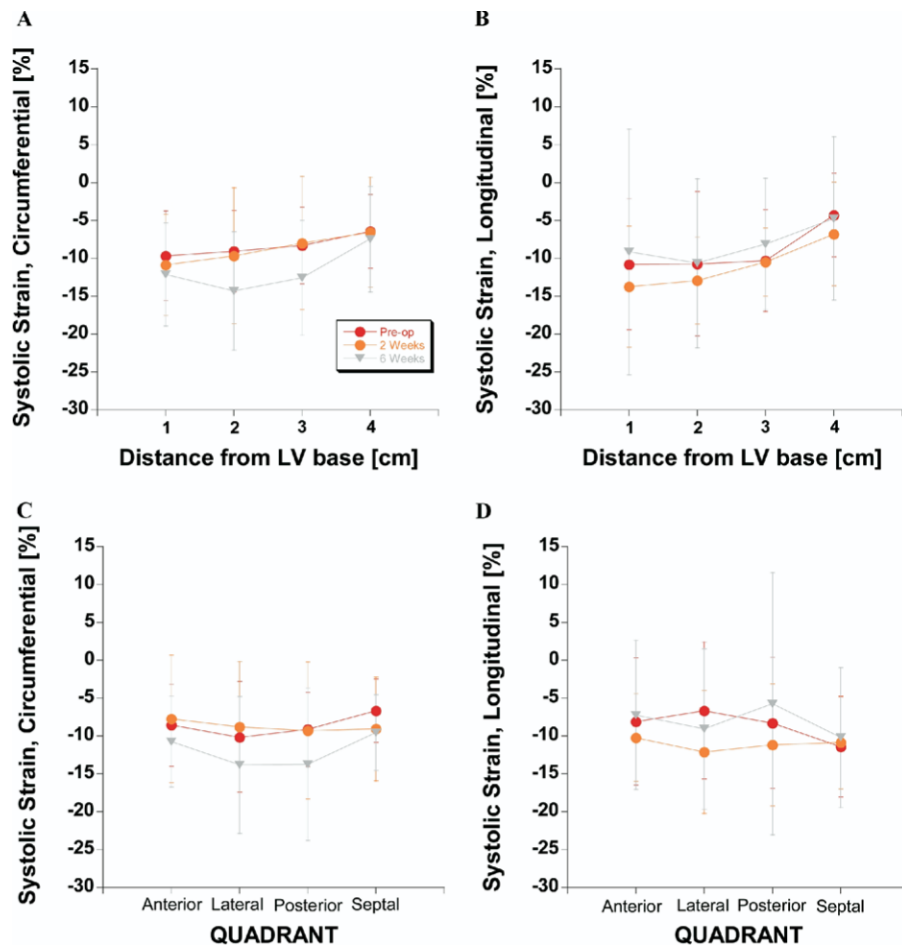 A
B
Systolic Strain, Circumferential [%]
15
10
5
0
-5
-10
-15
-20
-25
-30
Pre-op
2 Weeks
6 Weeks
1 2 3 4
Distance from LV base [cm]
Systolic Strain, Longitudinal [%]
15
10
5
0
-5
-10
-15
-20
-25
-30
1 2 3 4
Distance from LV base [cm]
C
D
Systolic Strain, Circumferential [%]
15
10
5
0
-5
-10
-15
-20
-25
-30
Anterior Lateral Posterior Septal
QUADRANT
Systolic Strain, Longitudinal [%]
15
10
5
0
-5
-10
-15
-20
-25
-30
Anterior Lateral Posterior Septal
QUADRANT